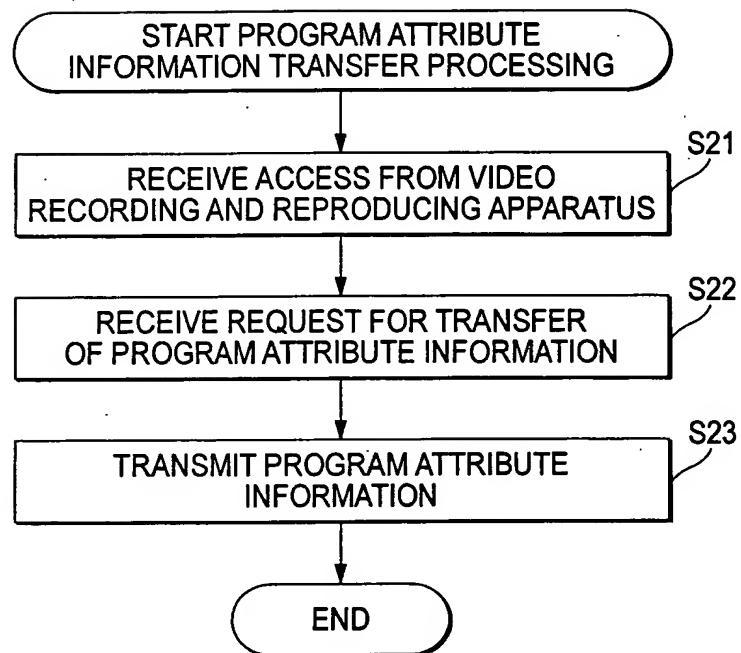 START PROGRAM ATTRIBUTE
INFORMATION TRANSFER PROCESSING
S21
RECEIVE ACCESS FROM VIDEO
RECORDING AND REPRODUCING APPARATUS
S22
RECEIVE REQUEST FOR TRANSFER
OF PROGRAM ATTRIBUTE INFORMATION
S23
TRANSMIT PROGRAM ATTRIBUTE
INFORMATION
END